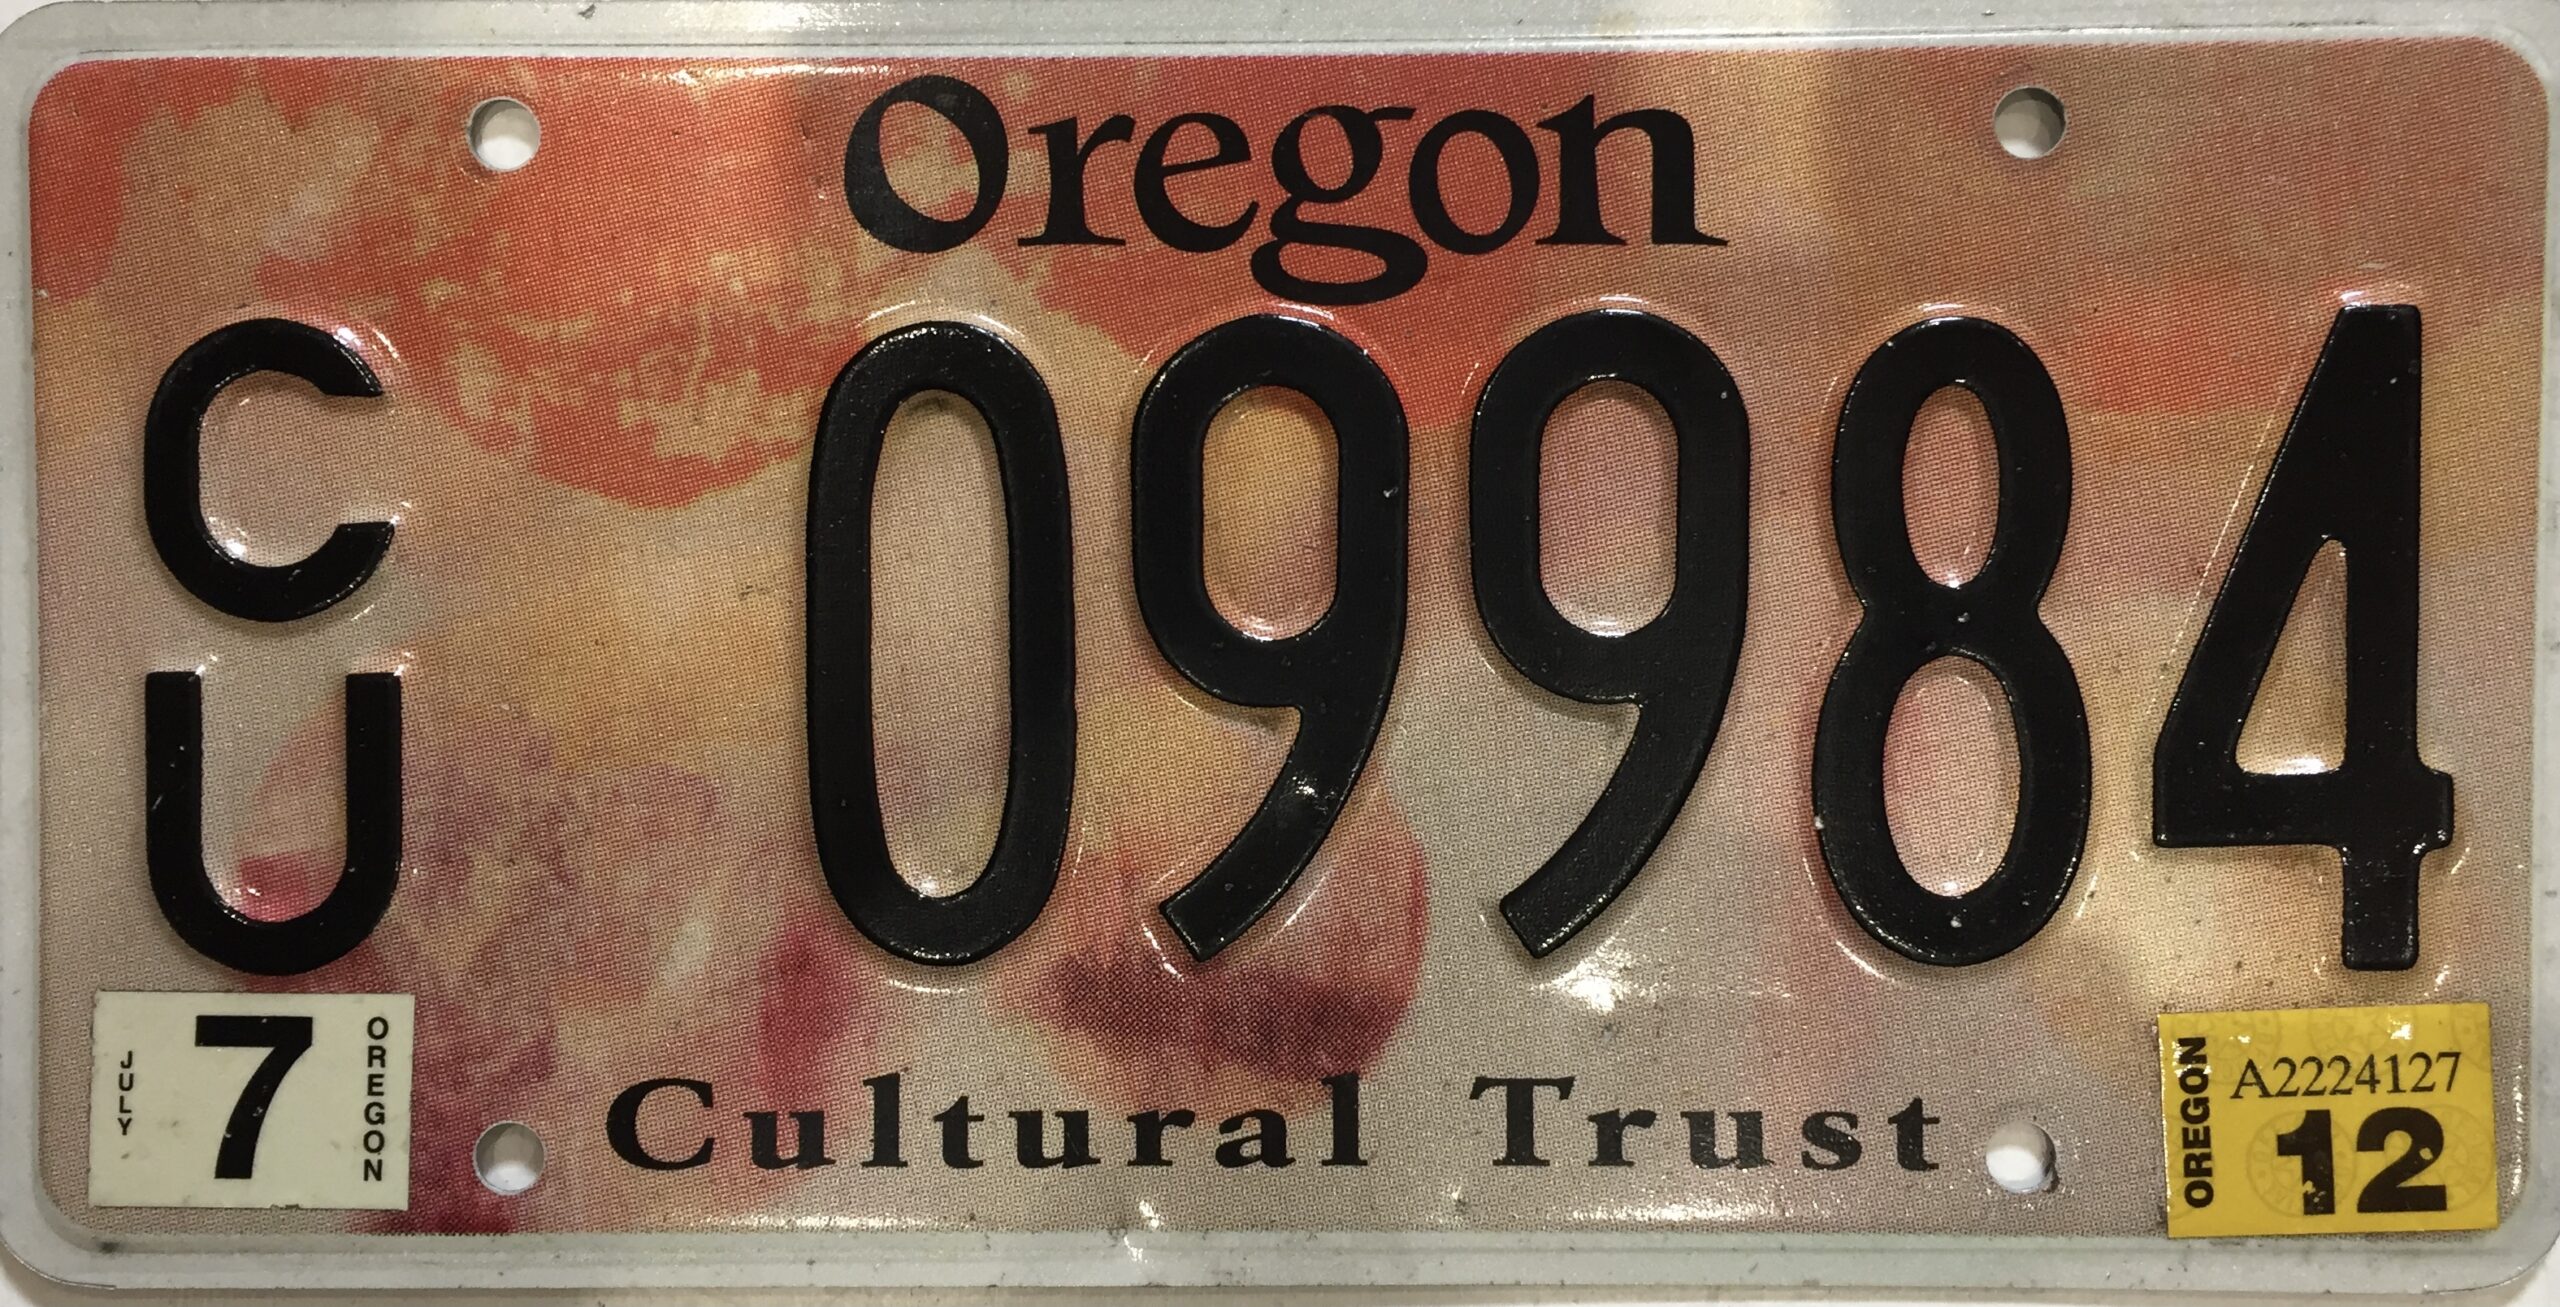 Oregon
CU 09984
JULY 7 OREGON
Cultural Trust
OREGON A2224127
12